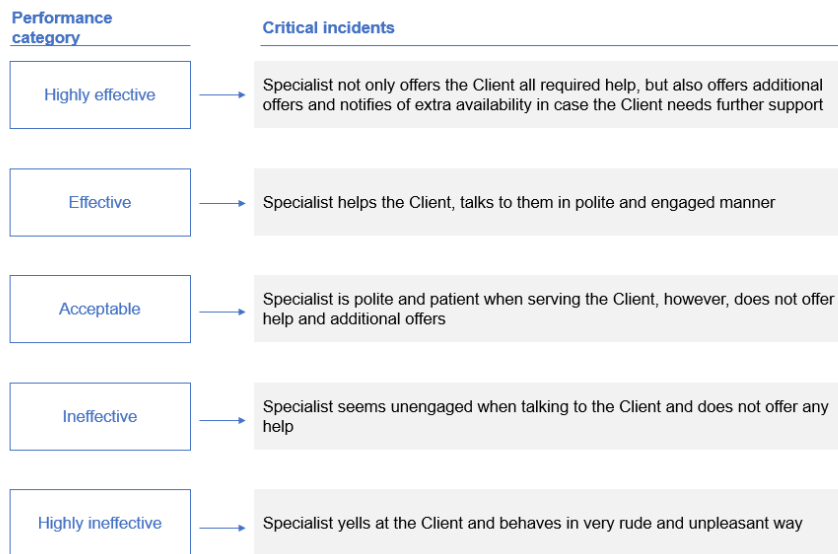 Performance
category
Critical incidents
Highly effective
Specialist not only offers the Client all required help, but also offers additional
offers and notifies of extra availability in case the Client needs further support
Effective
Specialist helps the Client, talks to them in polite and engaged manner
Acceptable
Specialist is polite and patient when serving the Client, however, does not offer
help and additional offers
Ineffective
Specialist seems unengaged when talking to the Client and does not offer any
help
Highly ineffective
Specialist yells at the Client and behaves in very rude and unpleasant way